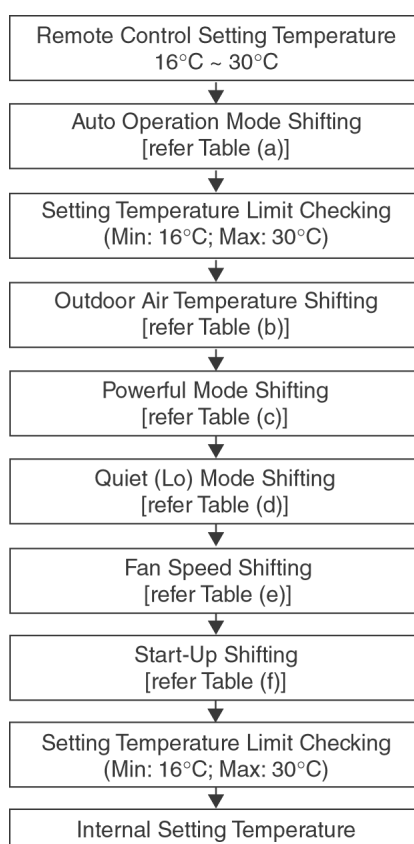 Remote Control Setting Temperature
16°C ~ 30°C
Auto Operation Mode Shifting
[refer Table (a)]
Setting Temperature Limit Checking
(Min: 16°C; Max: 30°C)
Outdoor Air Temperature Shifting
[refer Table (b)]
Powerful Mode Shifting
[refer Table (c)]
Quiet (Lo) Mode Shifting
[refer Table (d)]
Fan Speed Shifting
[refer Table (e)]
Start-Up Shifting
[refer Table (f)]
Setting Temperature Limit Checking
(Min: 16°C; Max: 30°C)
Internal Setting Temperature